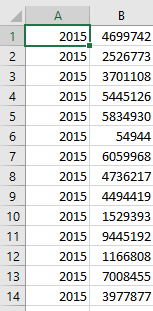 A B
1 2015 4699742
2 2015 2526773
3 2015 3701108
4 2015 5445126
5 2015 5834930
6 2015 54944
7 2015 6059968
8 2015 4736217
9 2015 4494419
10 2015 1529393
11 2015 9445192
12 2015 1166808
13 2015 7008455
14 2015 3977877